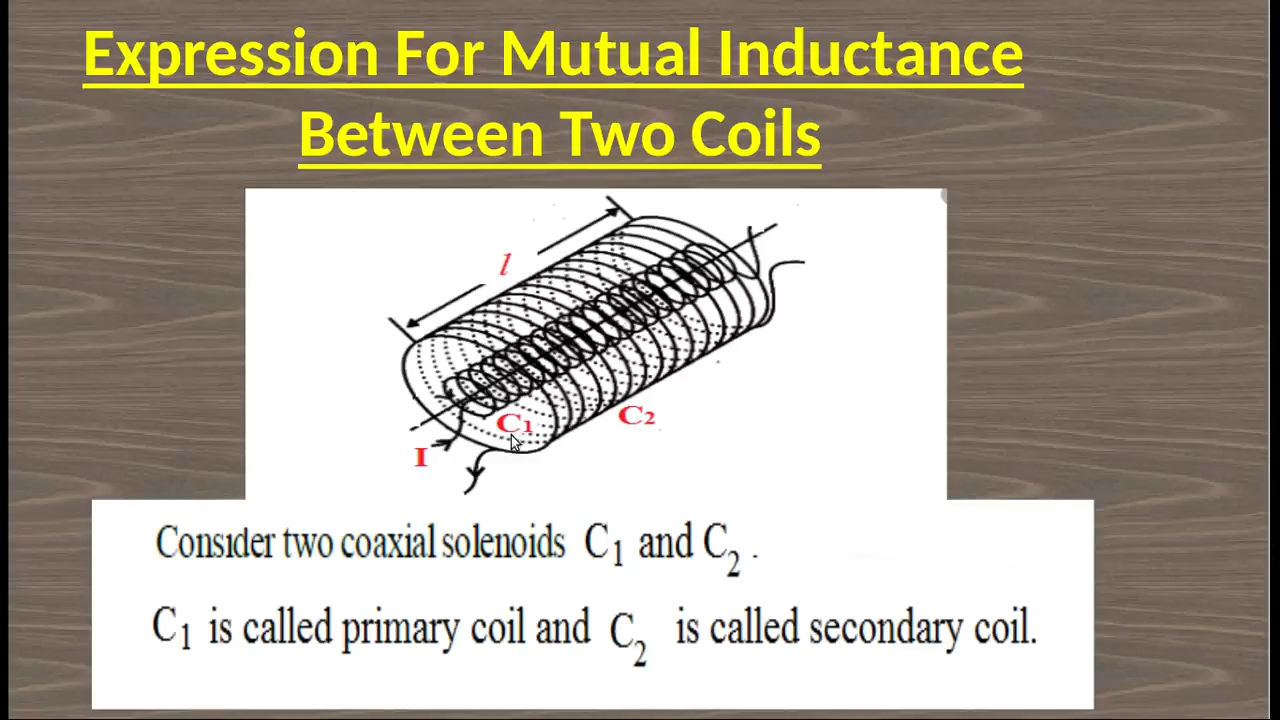 Expression For Mutual Inductance
Between Two Coils
l
C₁
C₂
I
Consider two coaxial solenoids C₁ and C₂ .
C₁ is called primary coil and C₂ is called secondary coil.